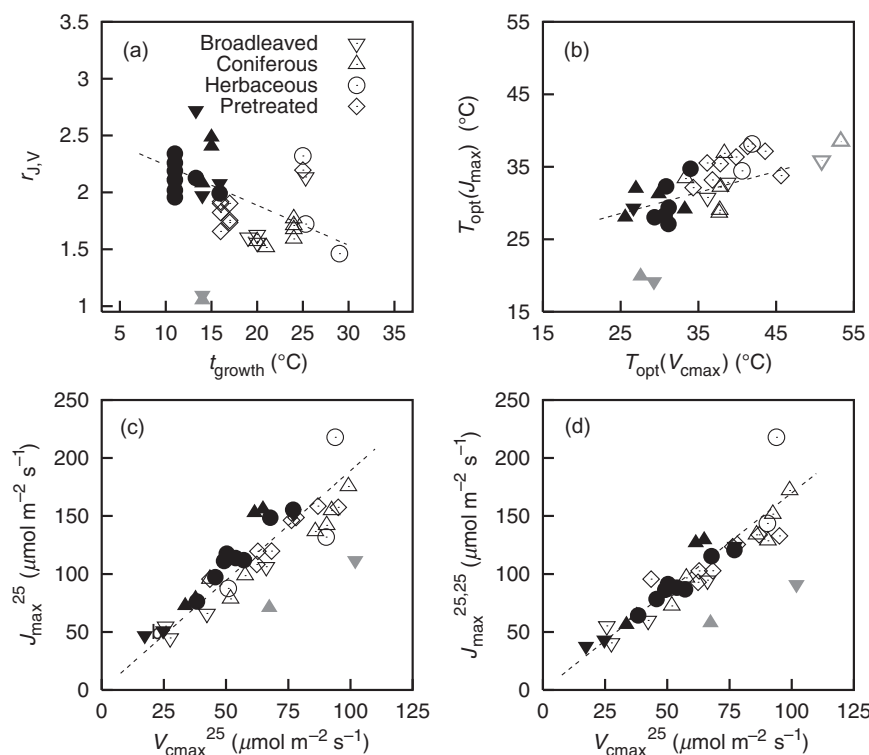 (a)
Broadleaved
Coniferous
Herbaceous
Pretreated
3.5
3
2.5
2
1.5
1
r_J,V
5 10 15 20 25 30 35
t_growth (°C)
(b)
55
45
35
25
15
T_opt(J_max) (°C)
15 25 35 45 55
T_opt(V_cmax) (°C)
(c)
250
200
150
100
50
0
J_max^25 (μmol m^−2 s^−1)
0 25 50 75 100 125
V_cmax^25 (μmol m^−2 s^−1)
(d)
250
200
150
100
50
0
J_max^25,25 (μmol m^−2 s^−1)
0 25 50 75 100 125
V_cmax^25 (μmol m^−2 s^−1)